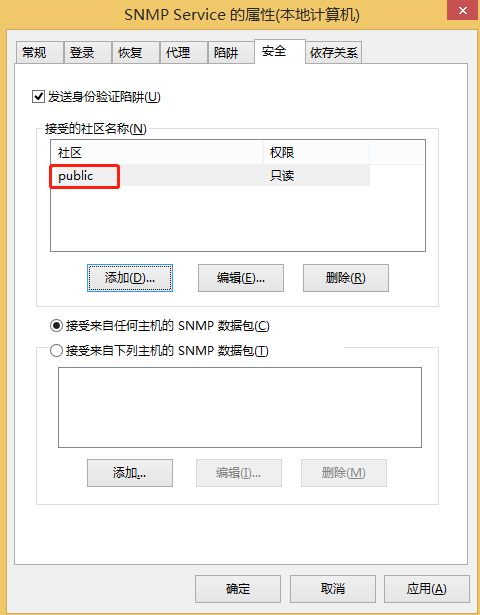 SNMP Service 的属性(本地计算机)
常规 登录 恢复 代理 陷阱 安全 依存关系
发送身份验证陷阱(U)
接受的社区名称(N)
社区 权限
public 只读
添加(D)... 编辑(E)... 删除(R)
接受来自任何主机的 SNMP 数据包(C)
接受来自下列主机的 SNMP 数据包(T)
添加... 编辑(I)... 删除(M)
确定 取消 应用(A)